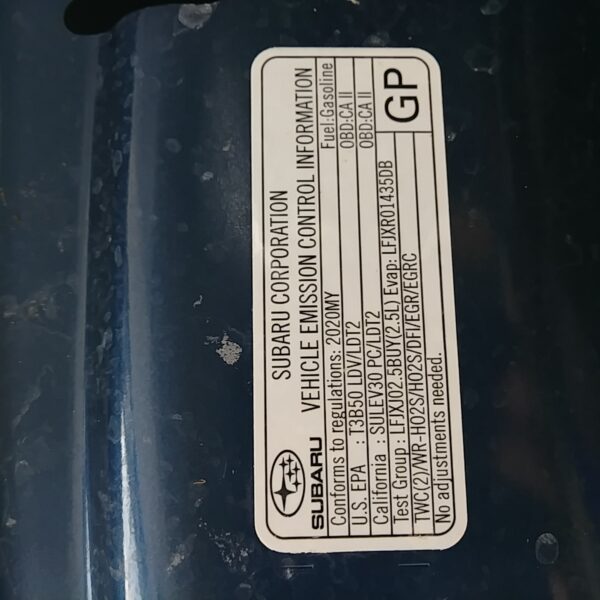 SUBARU CORPORATION
VEHICLE EMISSION CONTROL INFORMATION
SUBARU
Conforms to regulations: 2020MY Fuel:Gasoline
U.S. EPA : T3B50 LDV/LDT2 OBD:CA II
California : SULEV30 PC/LDT2 OBD:CA II
Test Group : LFJXJ02.5BUY(2.5L) Evap: LFJXR01435DB
TWC(2)/WR-HO2S/HO2S/DFI/EGR/EGRC
No adjustments needed.
GP